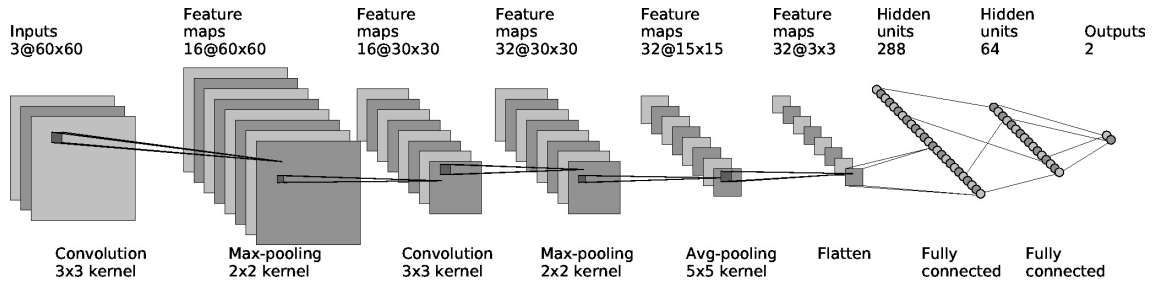 Inputs
3@60x60
Feature
maps
16@60x60
Feature
maps
16@30x30
Feature
maps
32@30x30
Feature
maps
32@15x15
Feature
maps
32@3x3
Hidden
units
288
Hidden
units
64
Outputs
2
Convolution
3x3 kernel
Max-pooling
2x2 kernel
Convolution
3x3 kernel
Max-pooling
2x2 kernel
Avg-pooling
5x5 kernel
Flatten
Fully
connected
Fully
connected